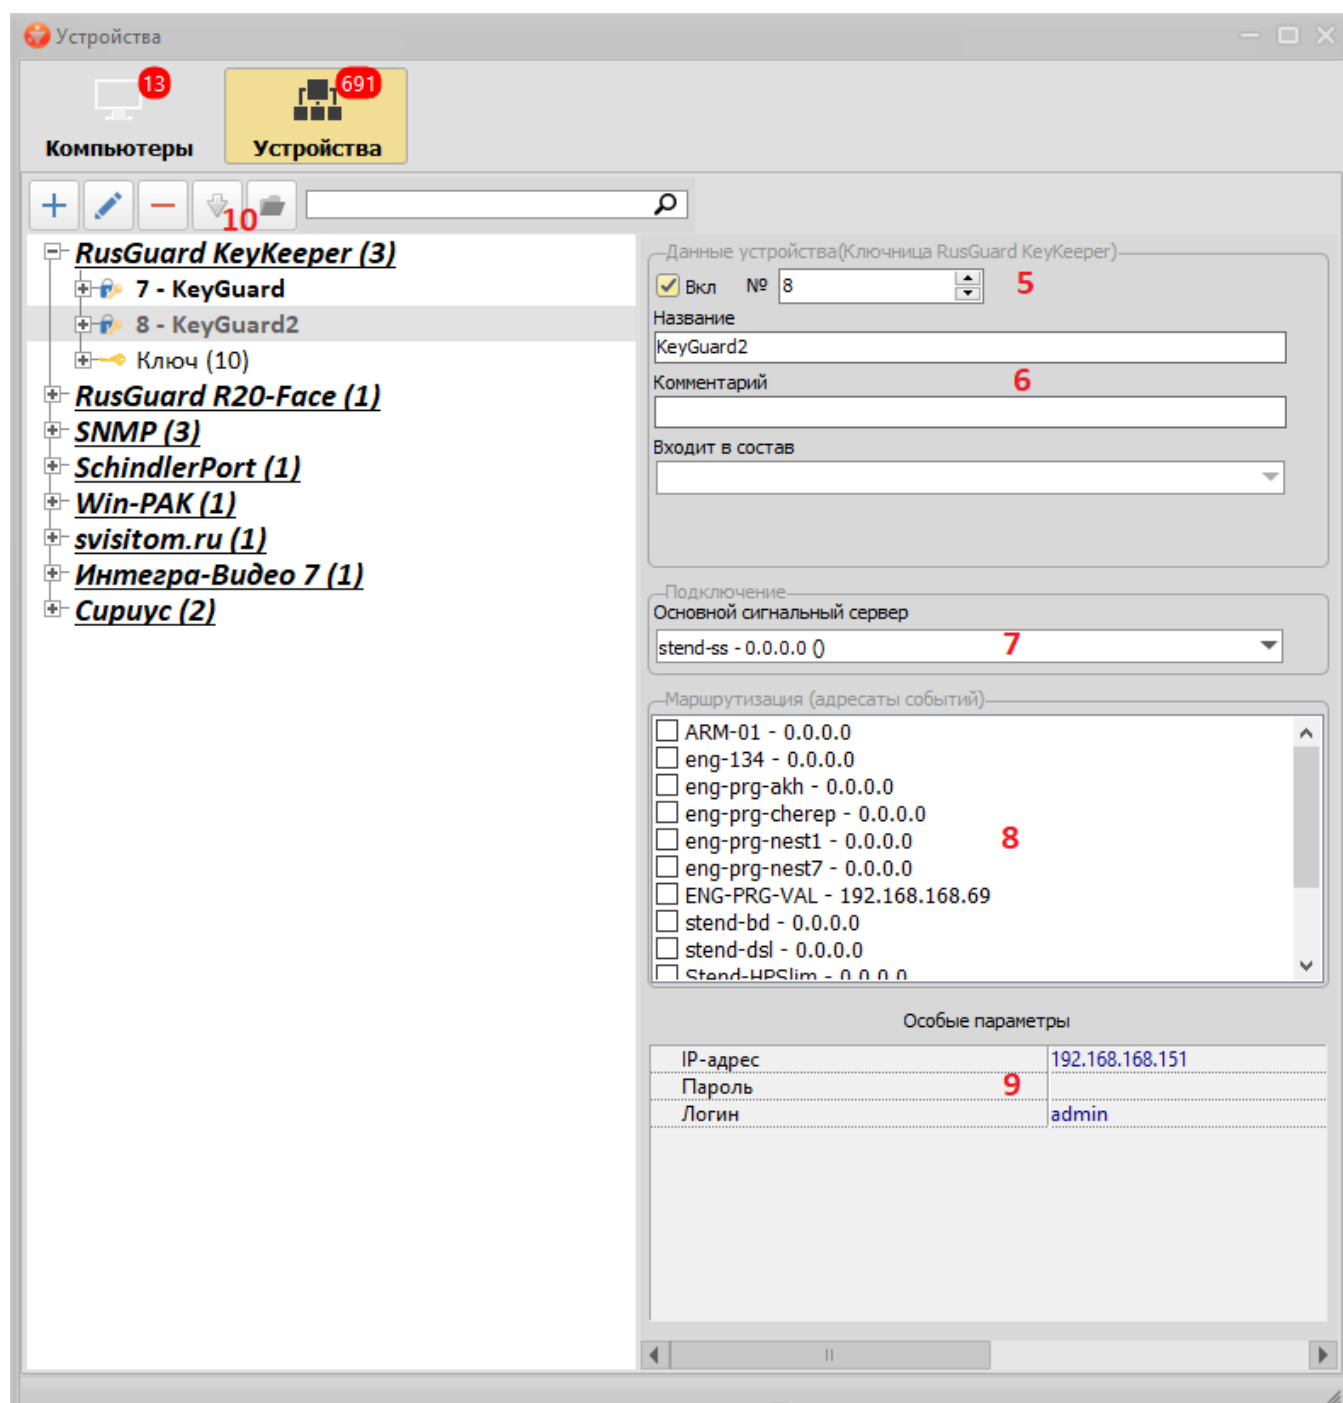 Устройства
13
691
Компьютеры
Устройства
10
RusGuard KeyKeeper (3)
7 - KeyGuard
8 - KeyGuard2
Ключ (10)
RusGuard R20-Face (1)
SNMP (3)
SchindlerPort (1)
Win-PAK (1)
svisitom.ru (1)
Интегра-Видео 7 (1)
Сириус (2)
Данные устройства(Ключница RusGuard KeyKeeper)
Вкл № 8 5
Название
KeyGuard2
Комментарий 6
Входит в состав
Подключение
Основной сигнальный сервер
stend-ss - 0.0.0.0 () 7
Маршрутизация (адресаты событий)
ARM-01 - 0.0.0.0
eng-134 - 0.0.0.0
eng-prg-akh - 0.0.0.0
eng-prg-cherep - 0.0.0.0
eng-prg-nest1 - 0.0.0.0 8
eng-prg-nest7 - 0.0.0.0
ENG-PRG-VAL - 192.168.168.69
stend-bd - 0.0.0.0
stend-dsl - 0.0.0.0
Stend-HPSlim - 0.0.0.0
Особые параметры
IP-адрес 192.168.168.151
Пароль 9
Логин admin